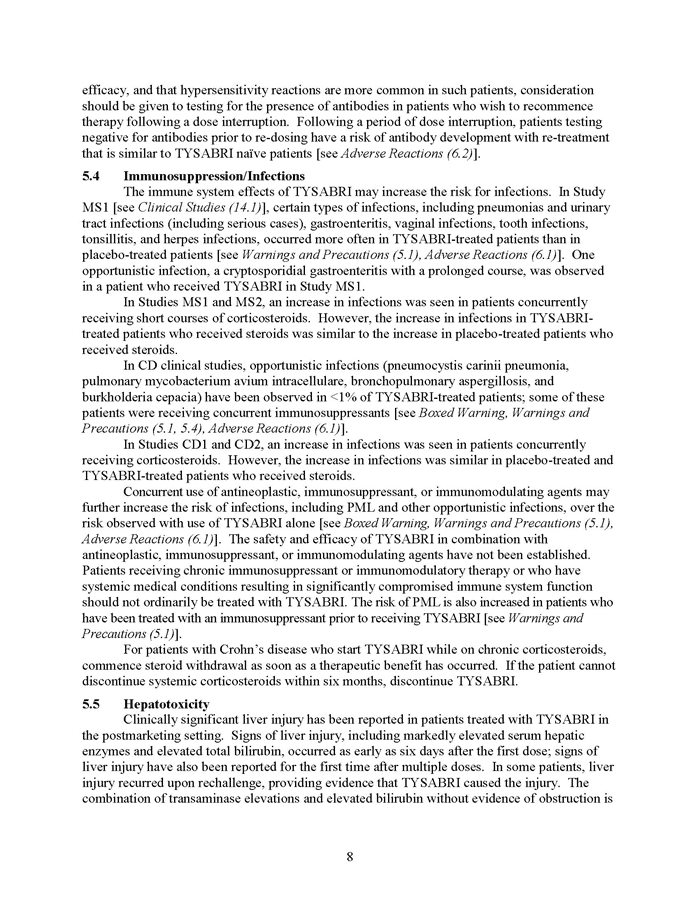 efficacy, and that hypersensitivity reactions are more common in such patients, consideration
should be given to testing for the presence of antibodies in patients who wish to recommence
therapy following a dose interruption.  Following a period of dose interruption, patients testing
negative for antibodies prior to re-dosing have a risk of antibody development with re-treatment
that is similar to TYSABRI naïve patients [see Adverse Reactions (6.2)].
5.4 Immunosuppression/Infections
The immune system effects of TYSABRI may increase the risk for infections.  In Study
MS1 [see Clinical Studies (14.1)], certain types of infections, including pneumonias and urinary
tract infections (including serious cases), gastroenteritis, vaginal infections, tooth infections,
tonsillitis, and herpes infections, occurred more often in TYSABRI-treated patients than in
placebo-treated patients [see Warnings and Precautions (5.1), Adverse Reactions (6.1)].  One
opportunistic infection, a cryptosporidial gastroenteritis with a prolonged course, was observed
in a patient who received TYSABRI in Study MS1.
In Studies MS1 and MS2, an increase in infections was seen in patients concurrently
receiving short courses of corticosteroids.  However, the increase in infections in TYSABRI-
treated patients who received steroids was similar to the increase in placebo-treated patients who
received steroids.
In CD clinical studies, opportunistic infections (pneumocystis carinii pneumonia,
pulmonary mycobacterium avium intracellulare, bronchopulmonary aspergillosis, and
burkholderia cepacia) have been observed in <1% of TYSABRI-treated patients; some of these
patients were receiving concurrent immunosuppressants [see Boxed Warning, Warnings and
Precautions (5.1, 5.4), Adverse Reactions (6.1)].
In Studies CD1 and CD2, an increase in infections was seen in patients concurrently
receiving corticosteroids.  However, the increase in infections was similar in placebo-treated and
TYSABRI-treated patients who received steroids.
Concurrent use of antineoplastic, immunosuppressant, or immunomodulating agents may
further increase the risk of infections, including PML and other opportunistic infections, over the
risk observed with use of TYSABRI alone [see Boxed Warning, Warnings and Precautions (5.1),
Adverse Reactions (6.1)].  The safety and efficacy of TYSABRI in combination with
antineoplastic, immunosuppressant, or immunomodulating agents have not been established.
Patients receiving chronic immunosuppressant or immunomodulatory therapy or who have
systemic medical conditions resulting in significantly compromised immune system function
should not ordinarily be treated with TYSABRI. The risk of PML is also increased in patients who
have been treated with an immunosuppressant prior to receiving TYSABRI [see Warnings and
Precautions (5.1)].
For patients with Crohn's disease who start TYSABRI while on chronic corticosteroids,
commence steroid withdrawal as soon as a therapeutic benefit has occurred.  If the patient cannot
discontinue systemic corticosteroids within six months, discontinue TYSABRI.
5.5 Hepatotoxicity
Clinically significant liver injury has been reported in patients treated with TYSABRI in
the postmarketing setting.  Signs of liver injury, including markedly elevated serum hepatic
enzymes and elevated total bilirubin, occurred as early as six days after the first dose; signs of
liver injury have also been reported for the first time after multiple doses.  In some patients, liver
injury recurred upon rechallenge, providing evidence that TYSABRI caused the injury.  The
combination of transaminase elevations and elevated bilirubin without evidence of obstruction is
8